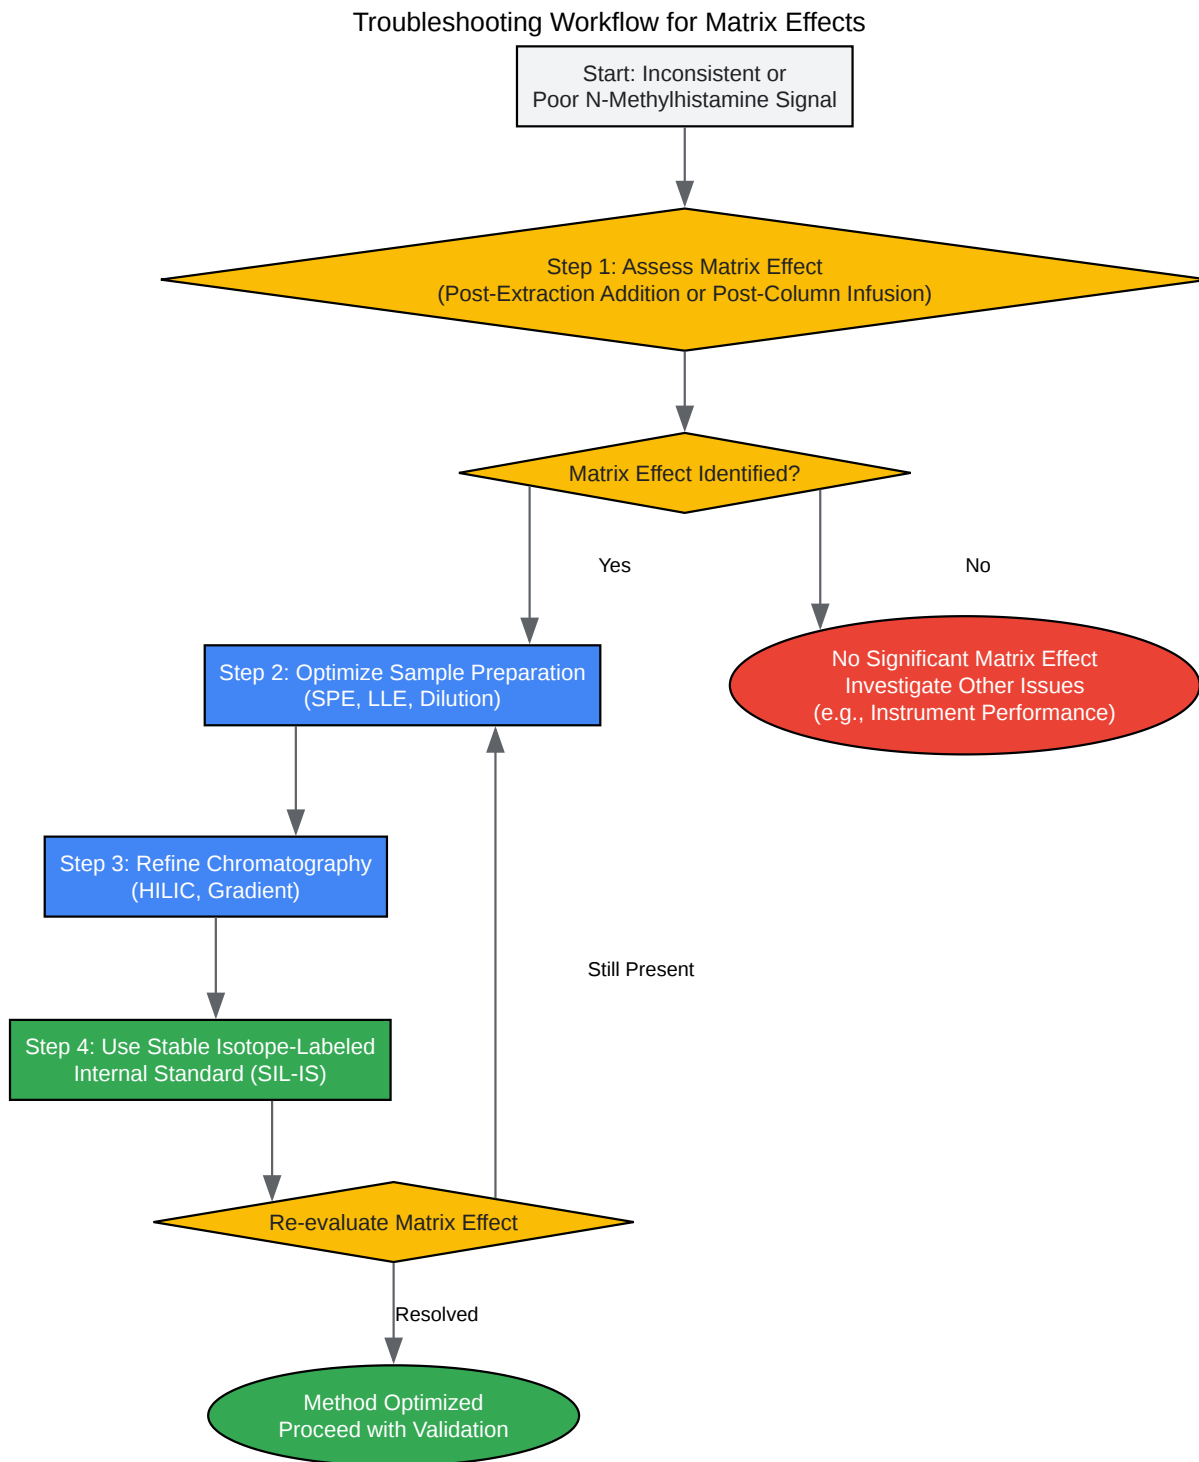 Troubleshooting Workflow for Matrix Effects
Start: Inconsistent or
Poor N-Methylhistamine Signal
Step 1: Assess Matrix Effect
(Post-Extraction Addition or Post-Column Infusion)
Matrix Effect Identified?
Yes
No
Step 2: Optimize Sample Preparation
(SPE, LLE, Dilution)
No Significant Matrix Effect
Investigate Other Issues
(e.g., Instrument Performance)
Step 3: Refine Chromatography
(HILIC, Gradient)
Still Present
Step 4: Use Stable Isotope-Labeled
Internal Standard (SIL-IS)
Re-evaluate Matrix Effect
Resolved
Method Optimized
Proceed with Validation